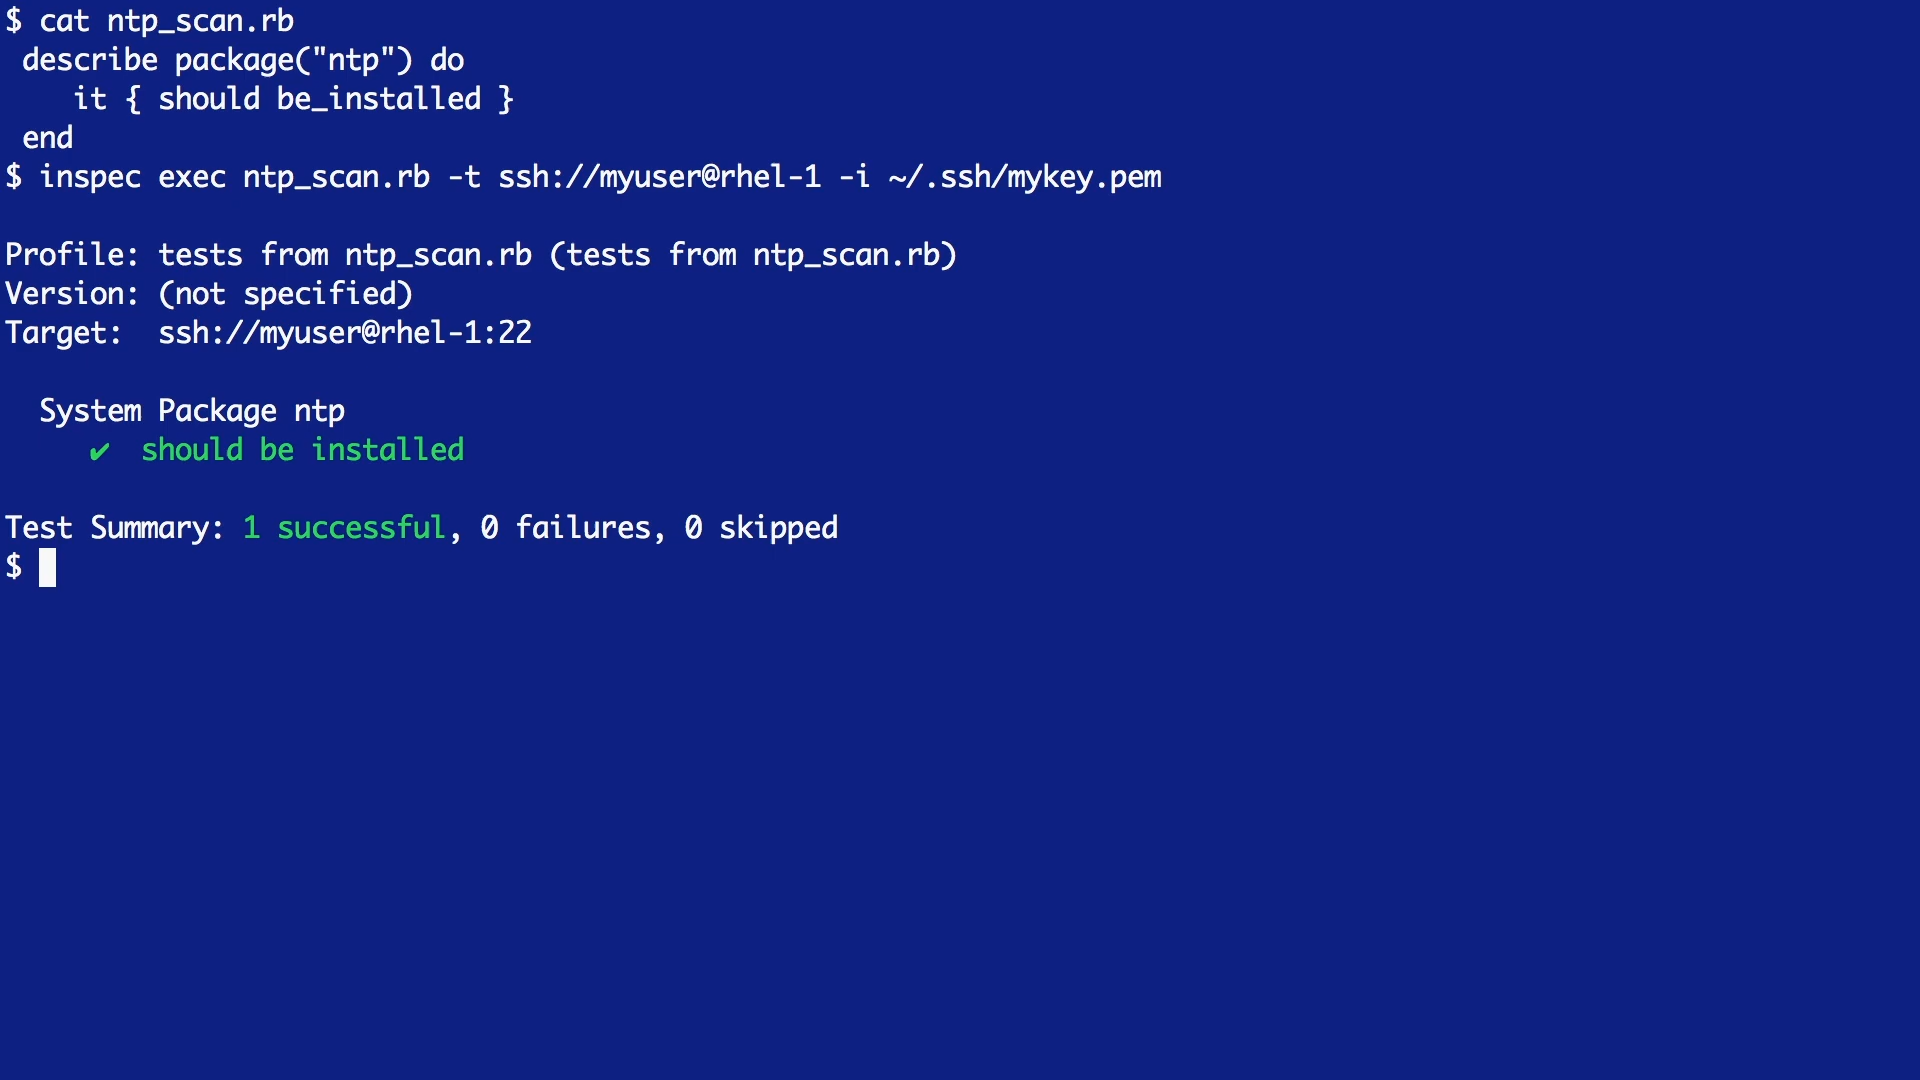 $ cat ntp_scan.rb
describe package("ntp") do
it { should be_installed }
end
$ inspec exec ntp_scan.rb -t ssh://myuser@rhel-1 -i ~/.ssh/mykey.pem
Profile: tests from ntp_scan.rb (tests from ntp_scan.rb)
Version: (not specified)
Target:  ssh://myuser@rhel-1:22
System Package ntp
✔  should be installed
Test Summary: 1 successful, 0 failures, 0 skipped
$